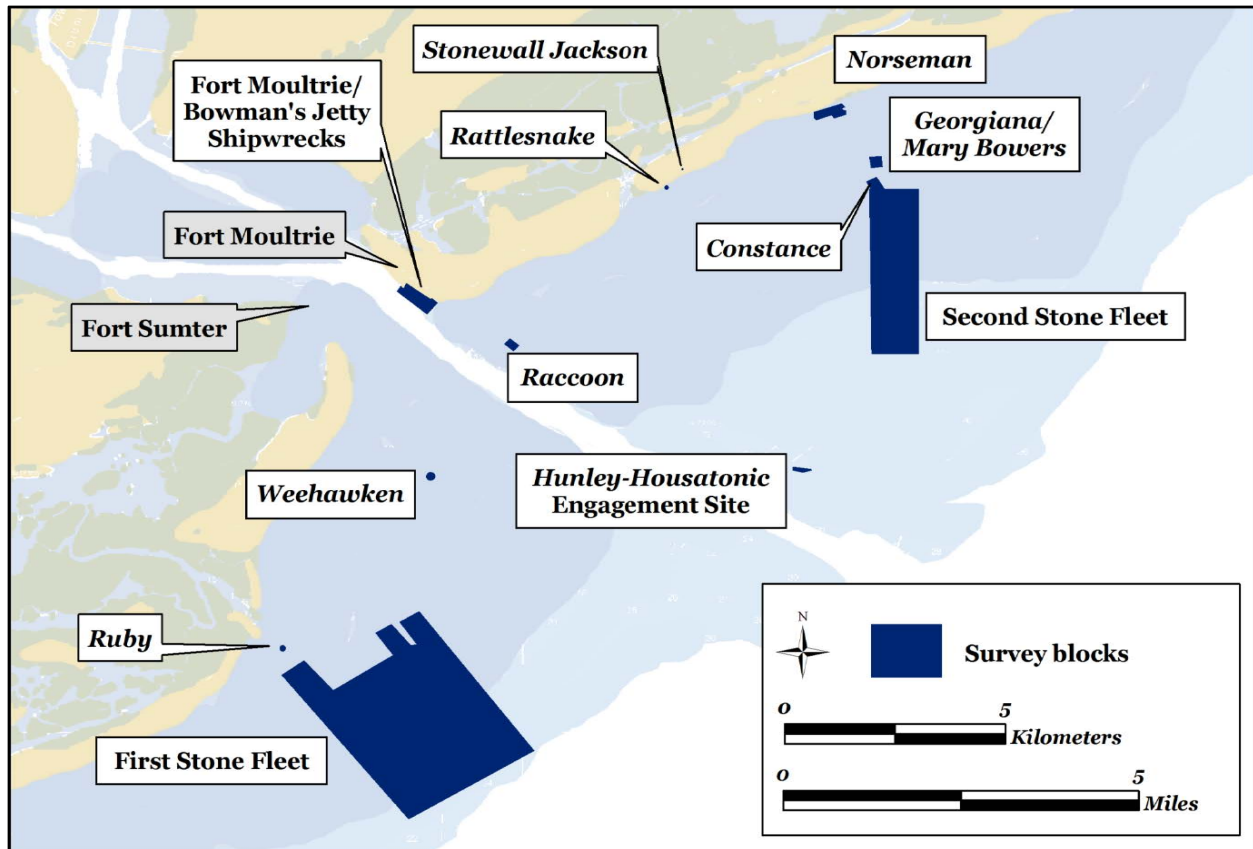 Stonewall Jackson
Norseman
Fort Moultrie/
Bowman's Jetty
Shipwrecks
Rattlesnake
Georgiana/
Mary Bowers
Fort Moultrie
Constance
Fort Sumter
Second Stone Fleet
Raccoon
Weehawken
Hunley-Housatonic
Engagement Site
Ruby
First Stone Fleet
N
Survey blocks
0 5
Kilometers
0 5
Miles